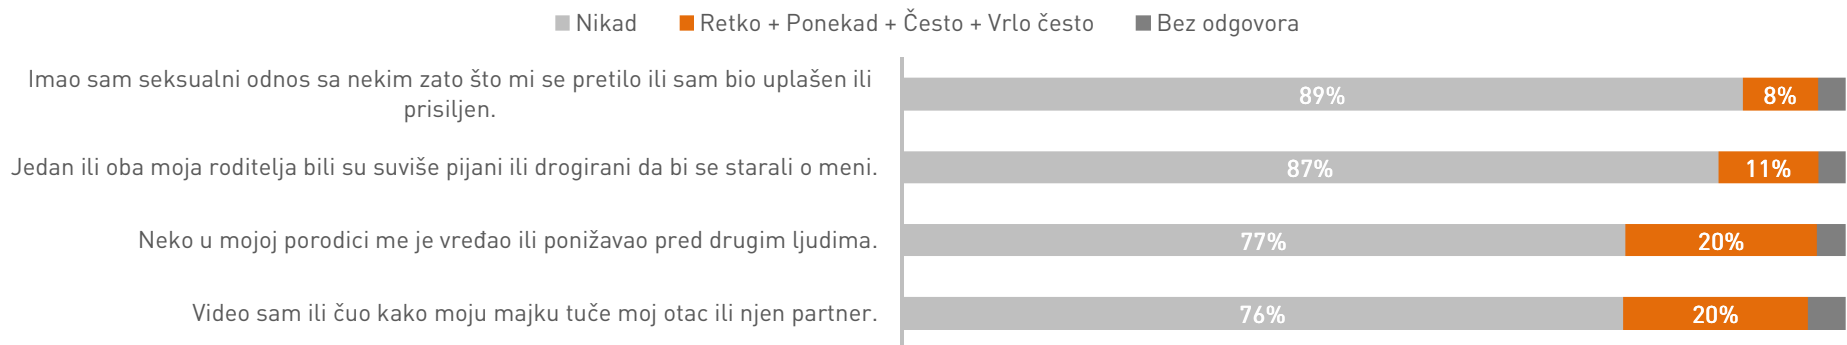 Nikad Retko + Ponekad + Često + Vrlo često Bez odgovora
Imao sam seksualni odnos sa nekim zato što mi se pretilo ili sam bio uplašen ili
prisiljen.
89% 8%
Jedan ili oba moja roditelja bili su suviše pijani ili drogirani da bi se starali o meni.
87% 11%
Neko u mojoj porodici me je vređao ili ponižavao pred drugim ljudima.
77% 20%
Video sam ili čuo kako moju majku tuče moj otac ili njen partner.
76% 20%